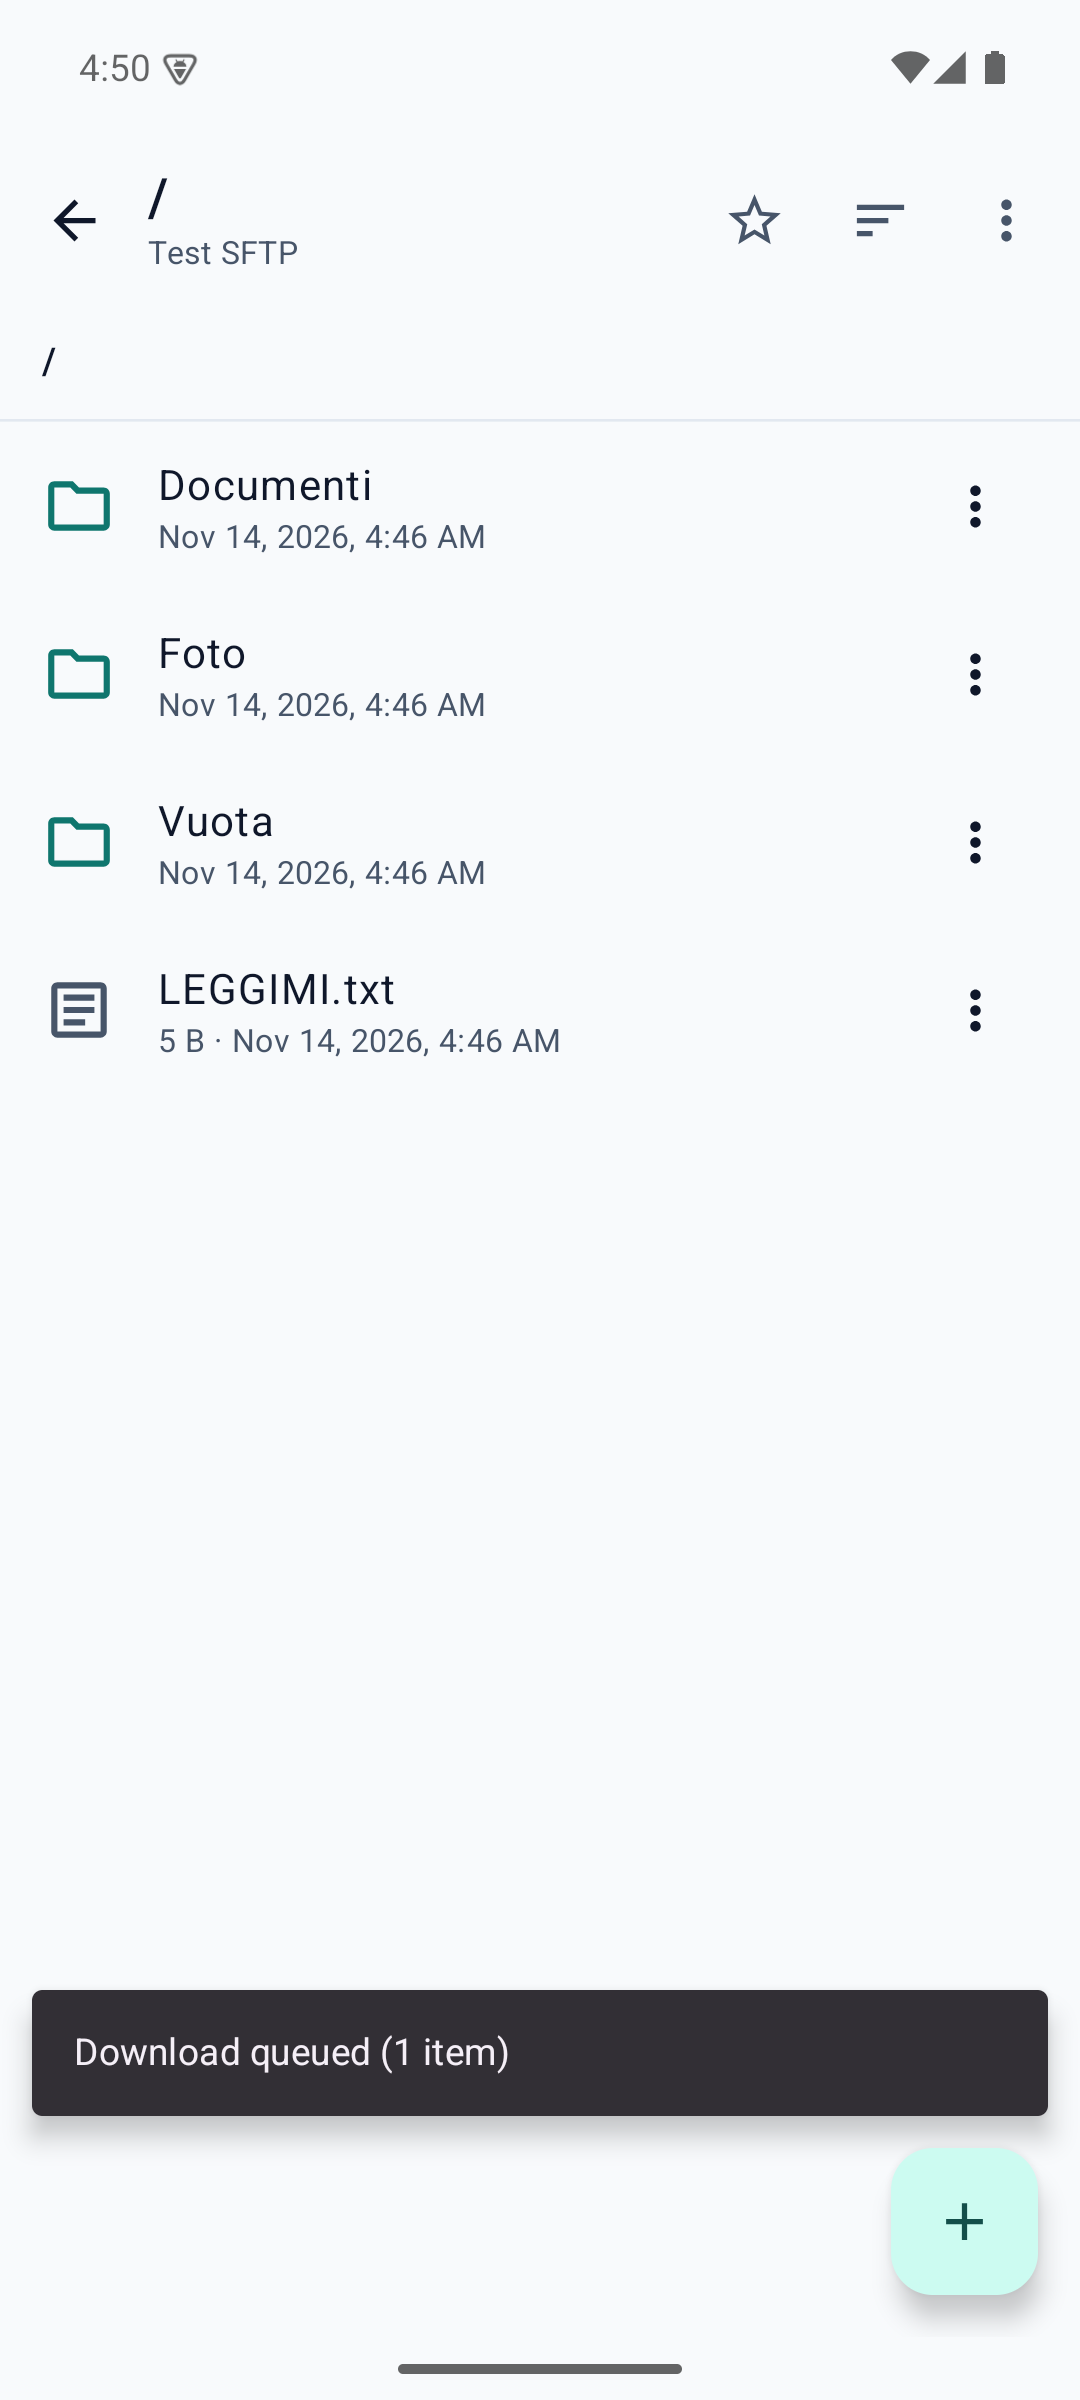 4:50
/
Test SFTP
/
Documenti
Nov 14, 2026, 4:46 AM
Foto
Nov 14, 2026, 4:46 AM
Vuota
Nov 14, 2026, 4:46 AM
LEGGIMI.txt
5 B · Nov 14, 2026, 4:46 AM
Download queued (1 item)